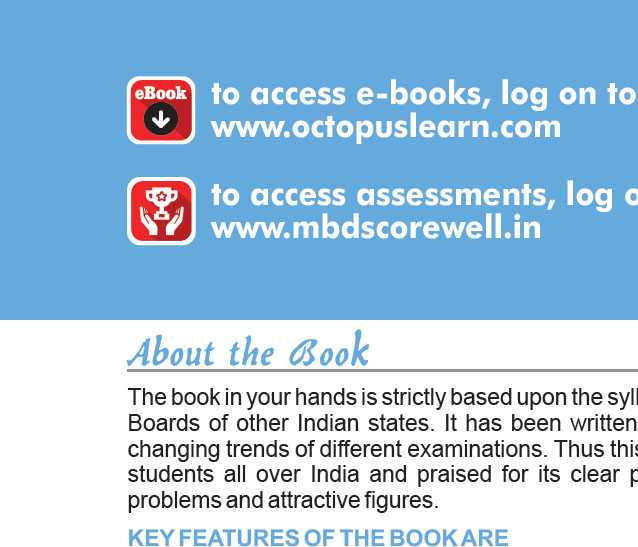 eBook
to access e-books, log on to
www.octopuslearn.com
to access assessments, log o
www.mbdscorewell.in
About the Book
The book in your hands is strictly based upon the syll
Boards of other Indian states. It has been written
changing trends of different examinations. Thus this
students all over India and praised for its clear p
problems and attractive figures.
KEY FEATURES OF THE BOOK ARE